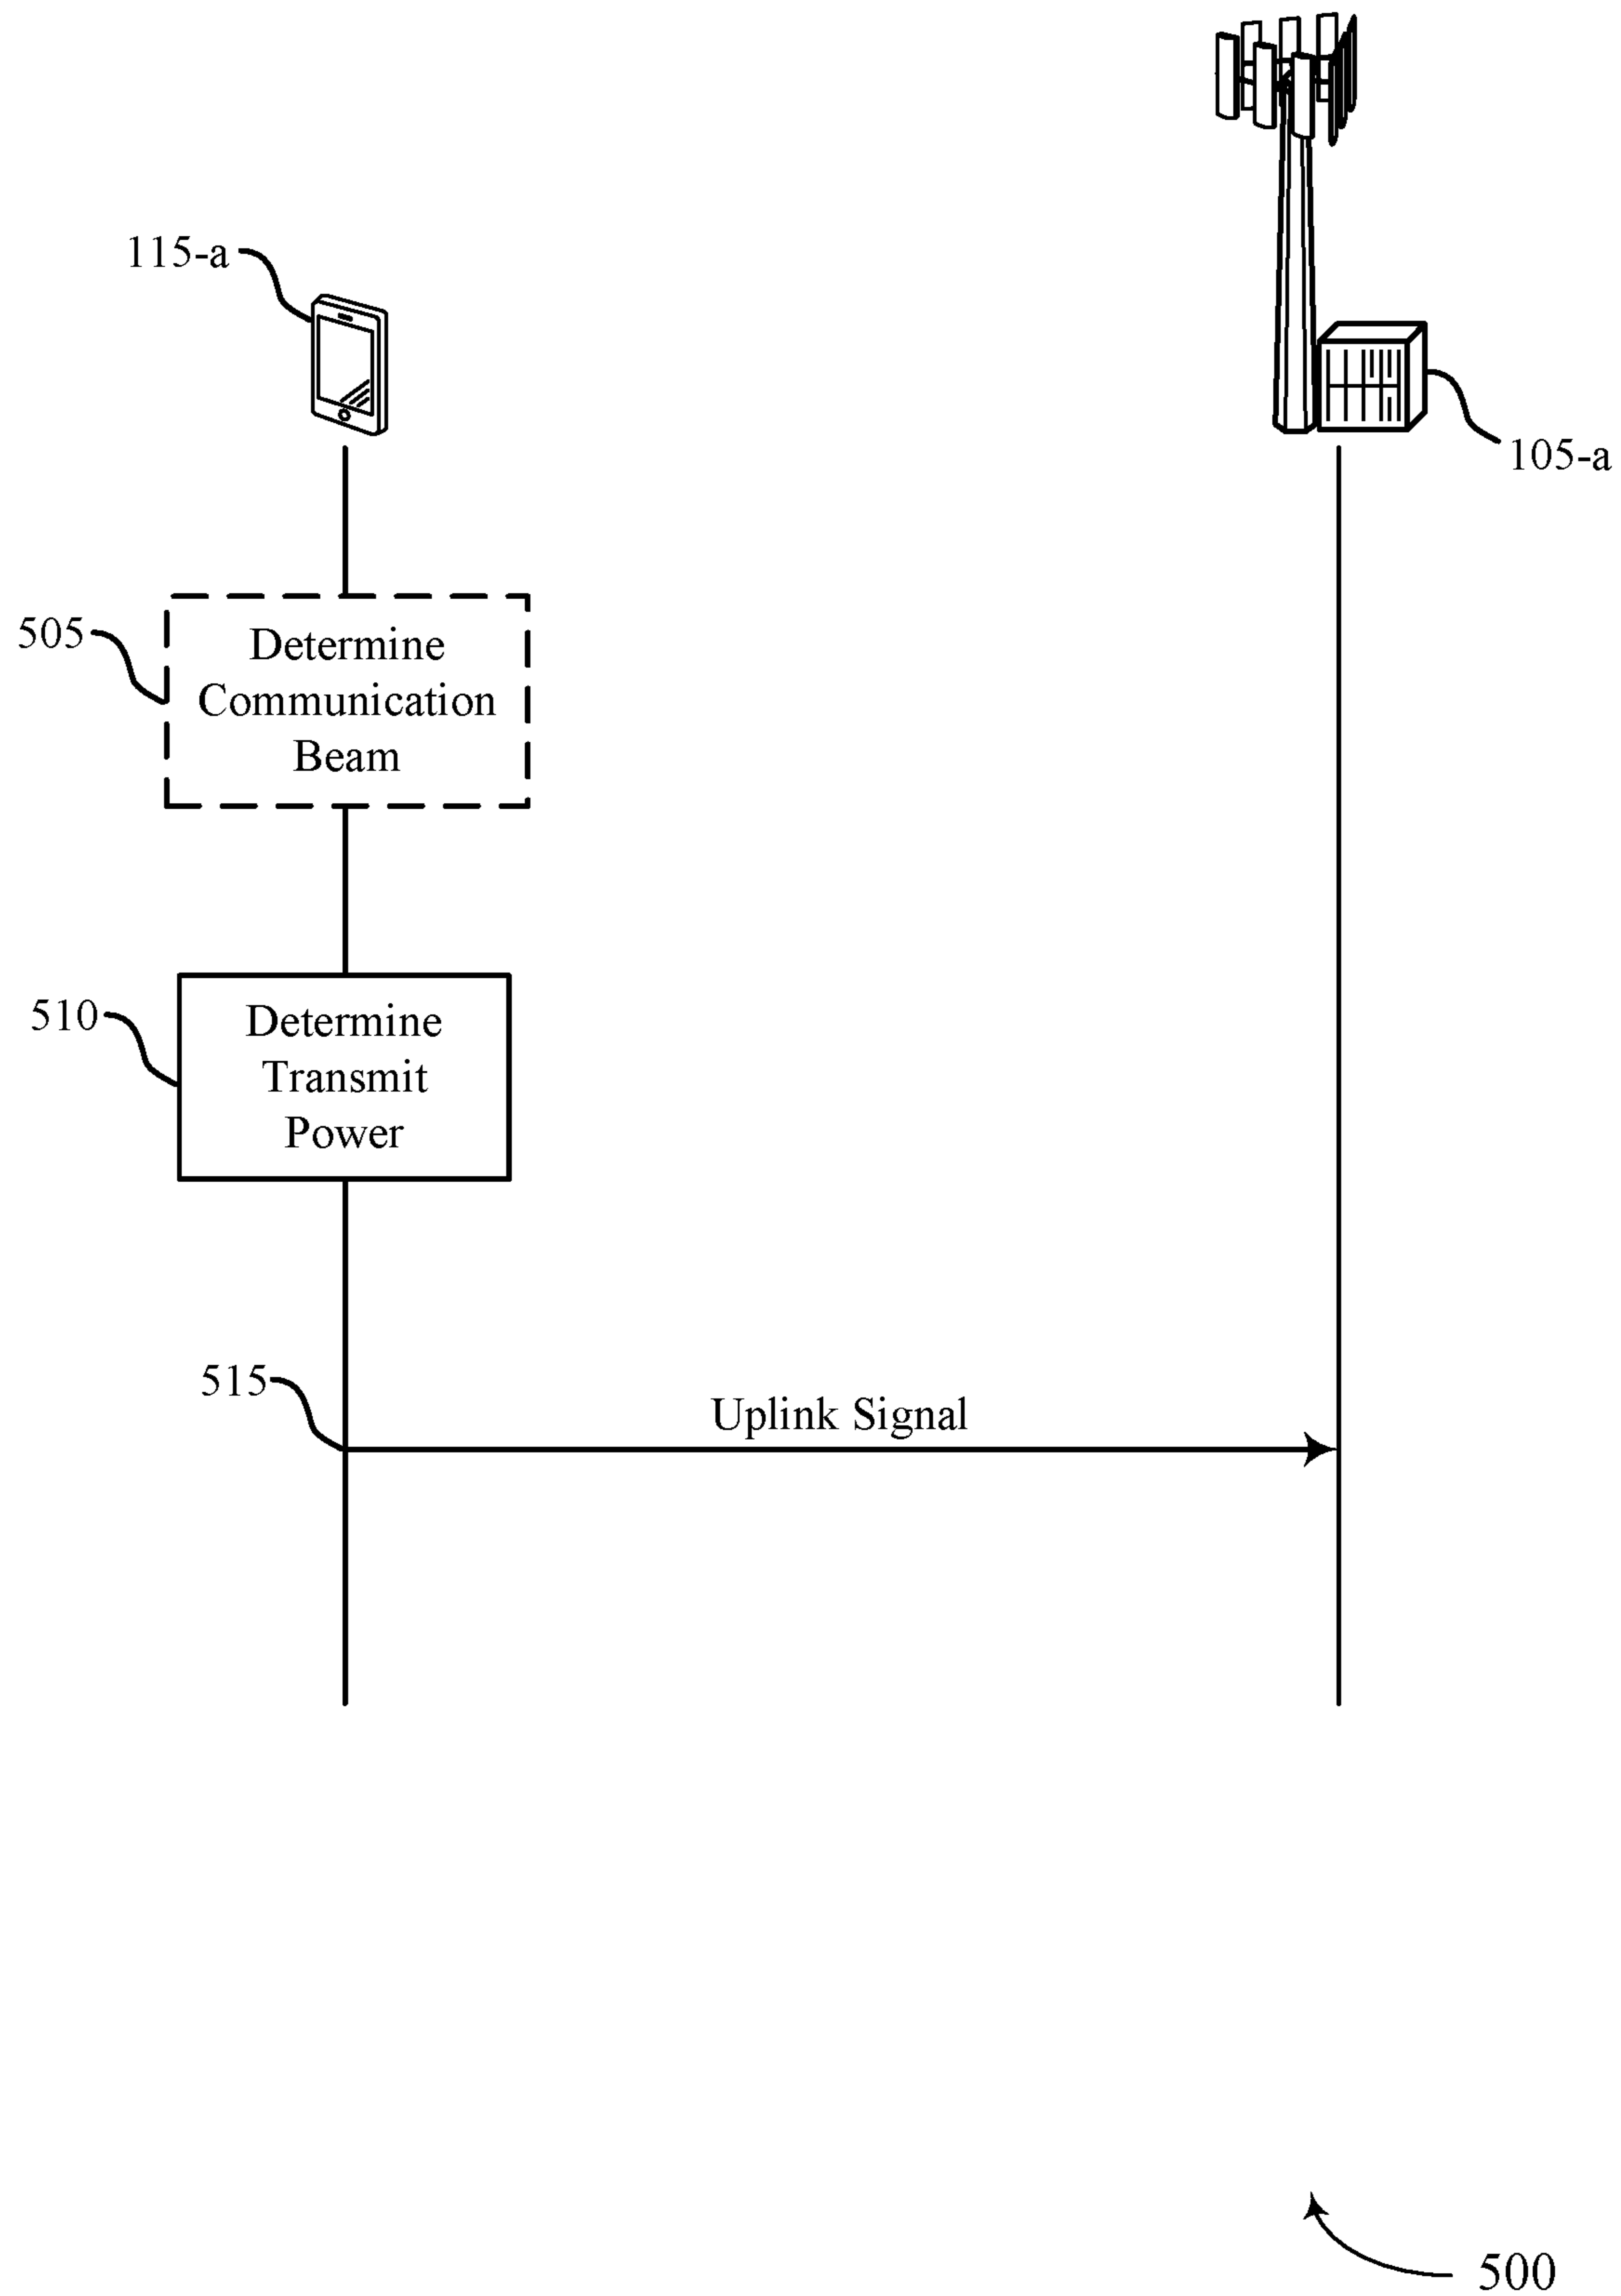 115-a
105-a
505
Determine
Communication
Beam
510
Determine
Transmit
Power
515
Uplink Signal
500